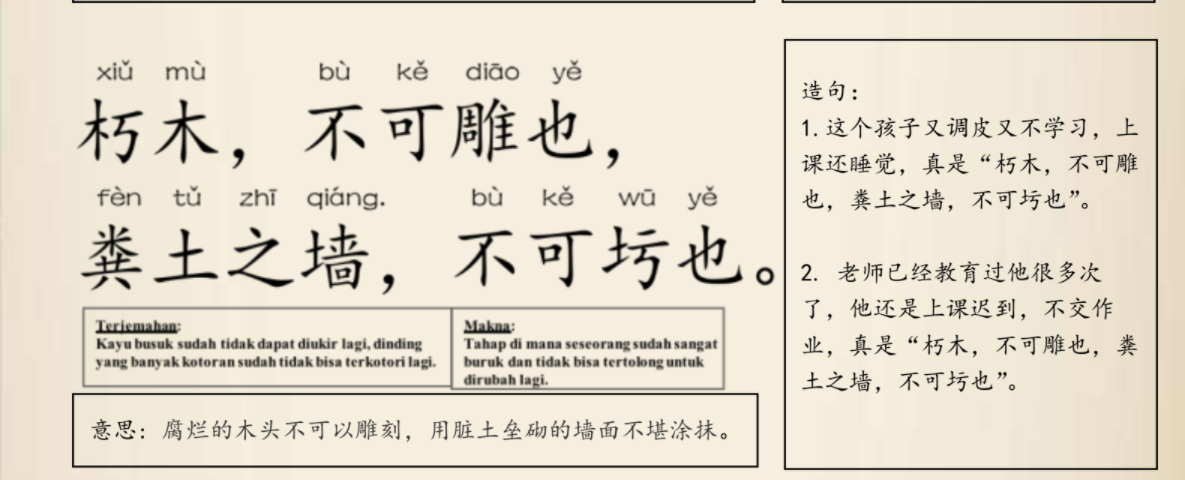 xiǔ mù bù kě diāo yě
朽木，不可雕也，
fèn tǔ zhī qiáng. bù kě wū yě
粪土之墙，不可圬也。
Terjemahan:
Kayu busuk sudah tidak dapat diukir lagi, dinding
yang banyak kotoran sudah tidak bisa terkotori lagi.
Makna:
Tahap di mana seseorang sudah sangat
buruk dan tidak bisa tertolong untuk
dirubah lagi.
意思：腐烂的木头不可以雕刻，用脏土垒砌的墙面不堪涂抹。
造句：
1.这个孩子又调皮又不学习，上
课还睡觉，真是“朽木，不可雕
也，粪土之墙，不可圬也”。
2. 老师已经教育过他很多次
了，他还是上课迟到，不交作
业，真是“朽木，不可雕也，粪
土之墙，不可圬也”。